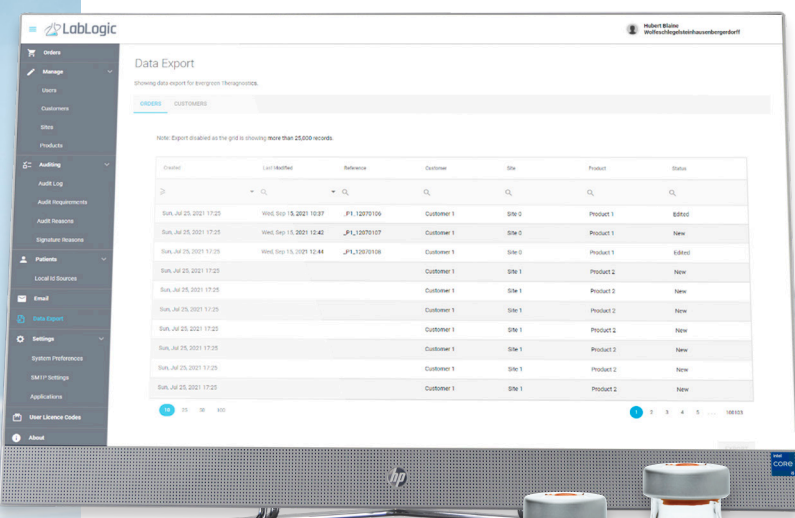 LabLogic
Hubert Blaine
Wolfeschlegelsteinhausenbergerdorff
Orders
Manage
Users
Customers
Sites
Products
Auditing
Audit Log
Audit Requirements
Audit Reasons
Signature Reasons
Patients
Local Id Sources
Email
Data Export
Settings
System Preferences
SMTP Settings
Applications
User Licence Codes
About
Data Export
Showing data export for Evergreen Theragnostics.
ORDERS CUSTOMERS
Note: Export disabled as the grid is showing more than 25,000 records.
Created Last Modified Reference Customer Site Product Status
Sun, Jul 25, 2021 17:25 Wed, Sep 15, 2021 10:37 _P1_12070106 Customer 1 Site 0 Product 1 Edited
Sun, Jul 25, 2021 17:25 Wed, Sep 15, 2021 12:42 _P1_12070107 Customer 1 Site 0 Product 1 New
Sun, Jul 25, 2021 17:25 Wed, Sep 15, 2021 12:44 _P1_12070108 Customer 1 Site 0 Product 1 Edited
Sun, Jul 25, 2021 17:25 Customer 1 Site 1 Product 2 New
Sun, Jul 25, 2021 17:25 Customer 1 Site 1 Product 2 New
Sun, Jul 25, 2021 17:25 Customer 1 Site 1 Product 2 New
Sun, Jul 25, 2021 17:25 Customer 1 Site 1 Product 2 New
Sun, Jul 25, 2021 17:25 Customer 1 Site 1 Product 2 New
Sun, Jul 25, 2021 17:25 Customer 1 Site 1 Product 2 New
Sun, Jul 25, 2021 17:25 Customer 1 Site 1 Product 2 New
10 25 50 100
1 2 3 4 5 ...
hp
intel
CORE